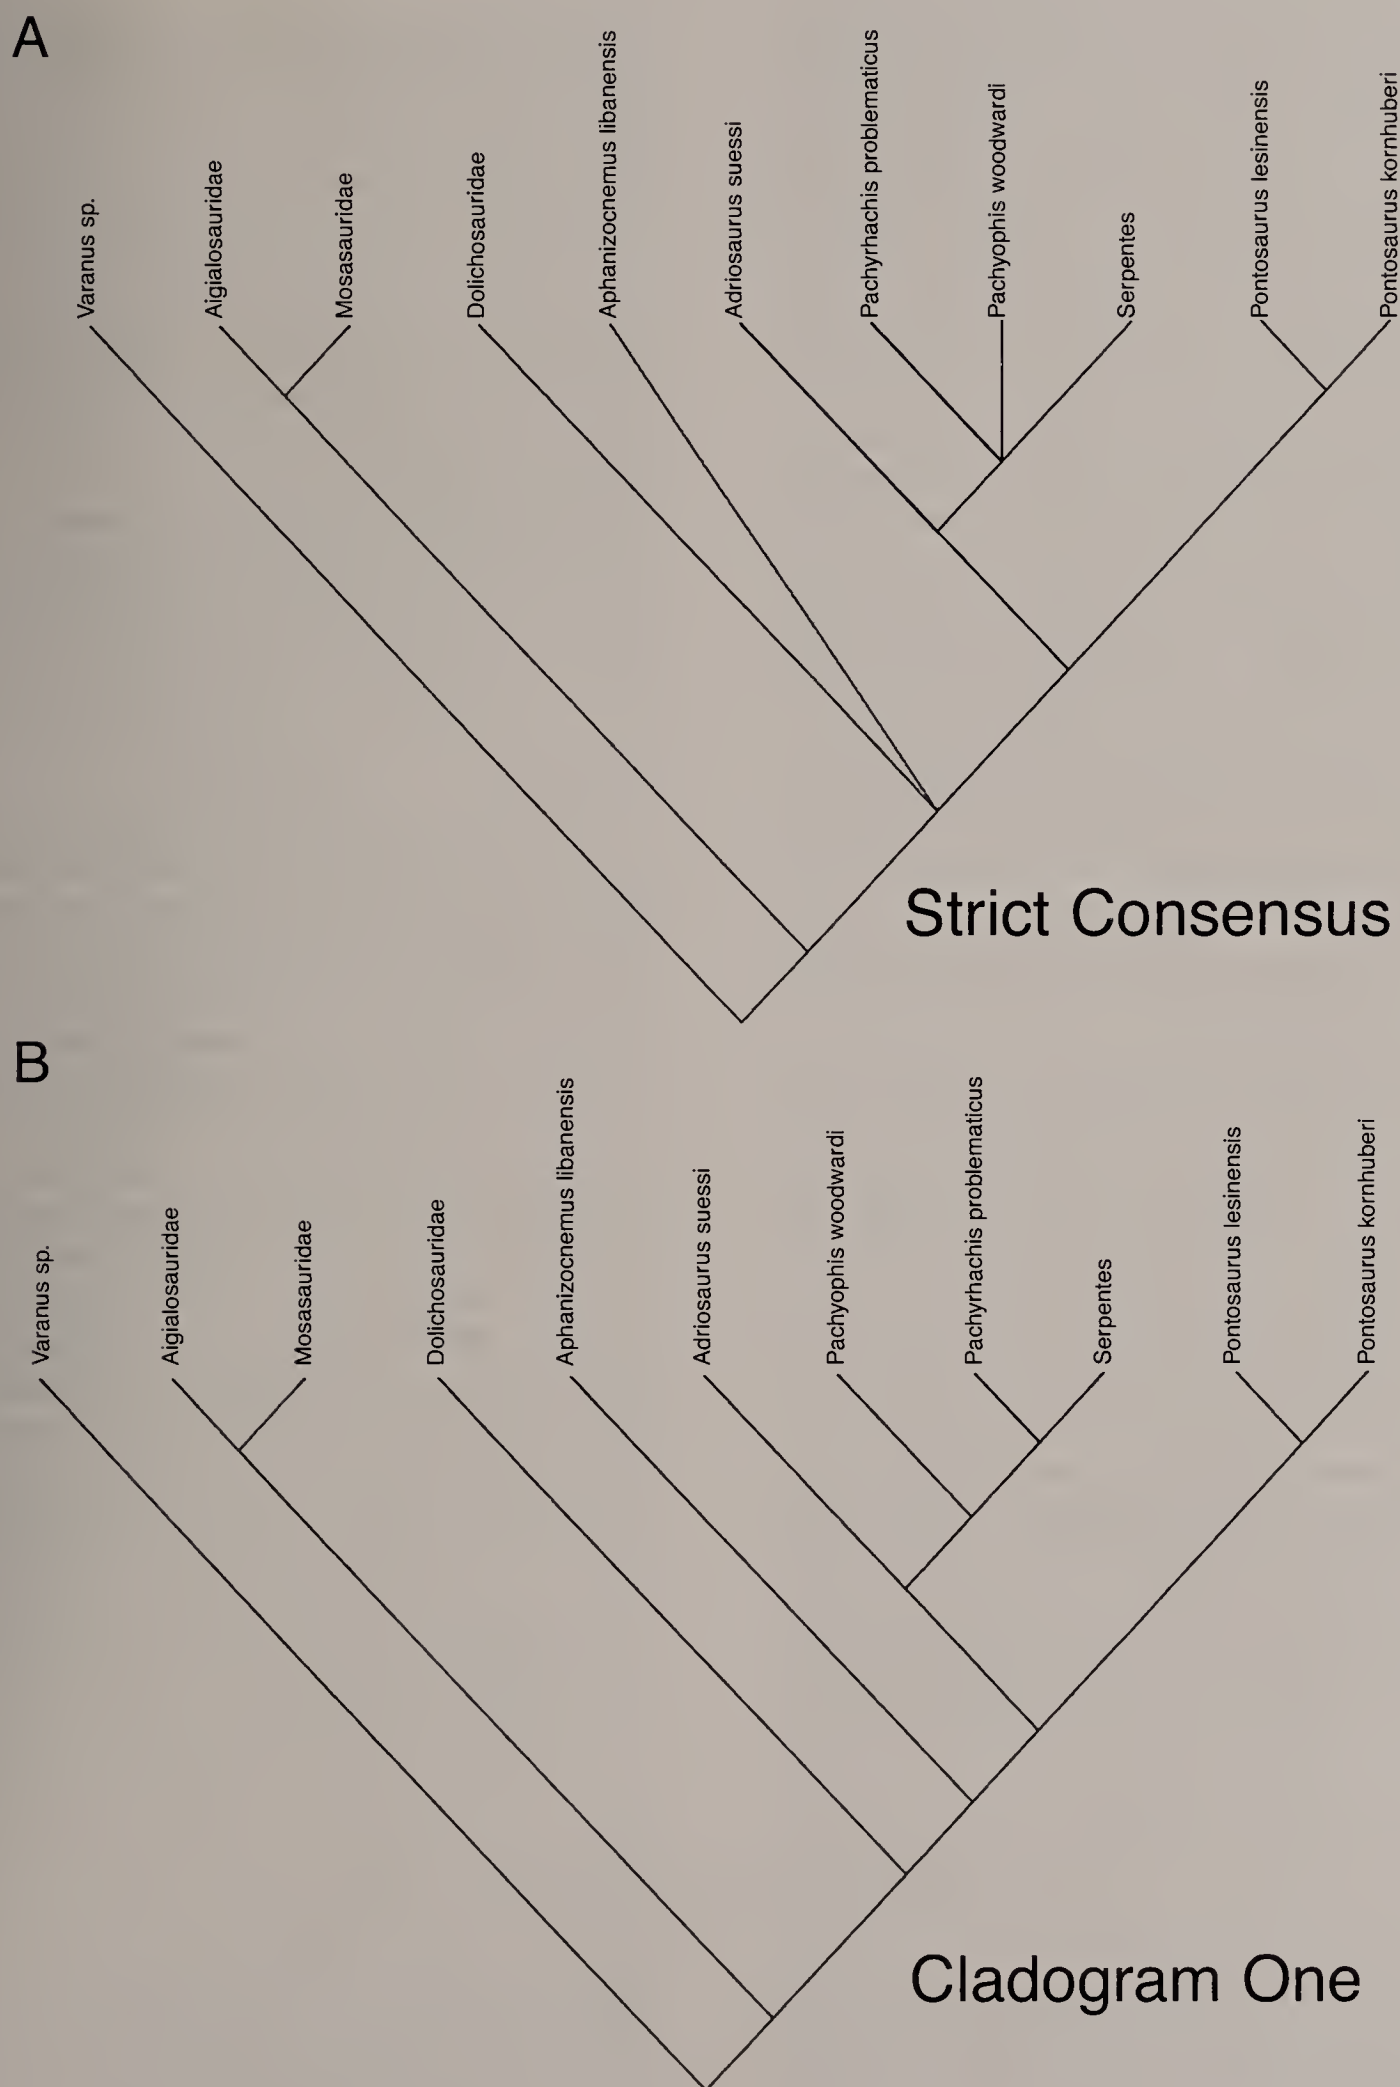 A
Varanus sp.
Aigialosauridae
Mosasauridae
Dolichosauridae
Aphanizocnemus libanensis
Adriosaurus suessi
Pachyrhachis problematicus
Pachyophis woodwardi
Serpentes
Pontosaurus lesinensis
Pontosaurus kornhuberi
Strict Consensus
B
Varanus sp.
Aigialosauridae
Mosasauridae
Dolichosauridae
Aphanizocnemus libanensis
Adriosaurus suessi
Pachyophis woodwardi
Pachyrhachis problematicus
Serpentes
Pontosaurus lesinensis
Pontosaurus kornhuberi
Cladogram One